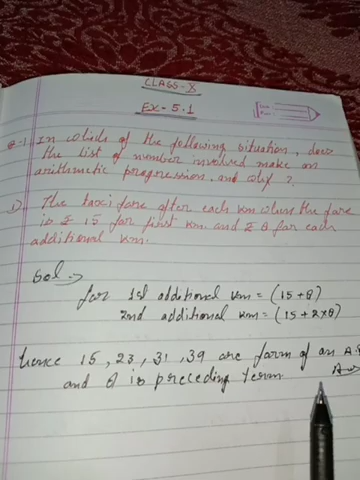 CLASS-X
EX-5.1
Q-1. In which of the following situation, does
the list of number involved make an
arithmetic progression, and why?
1). The taxi fare after each km when the fare
is ₹ 15 for first km. and ₹ 8 for each
additional km.
Sol →
for 1st additional km = (15+8)
2nd additional km = (15+2×8)
hence 15, 23, 31, 39 are form of an A.P
and 8 is preceding term.